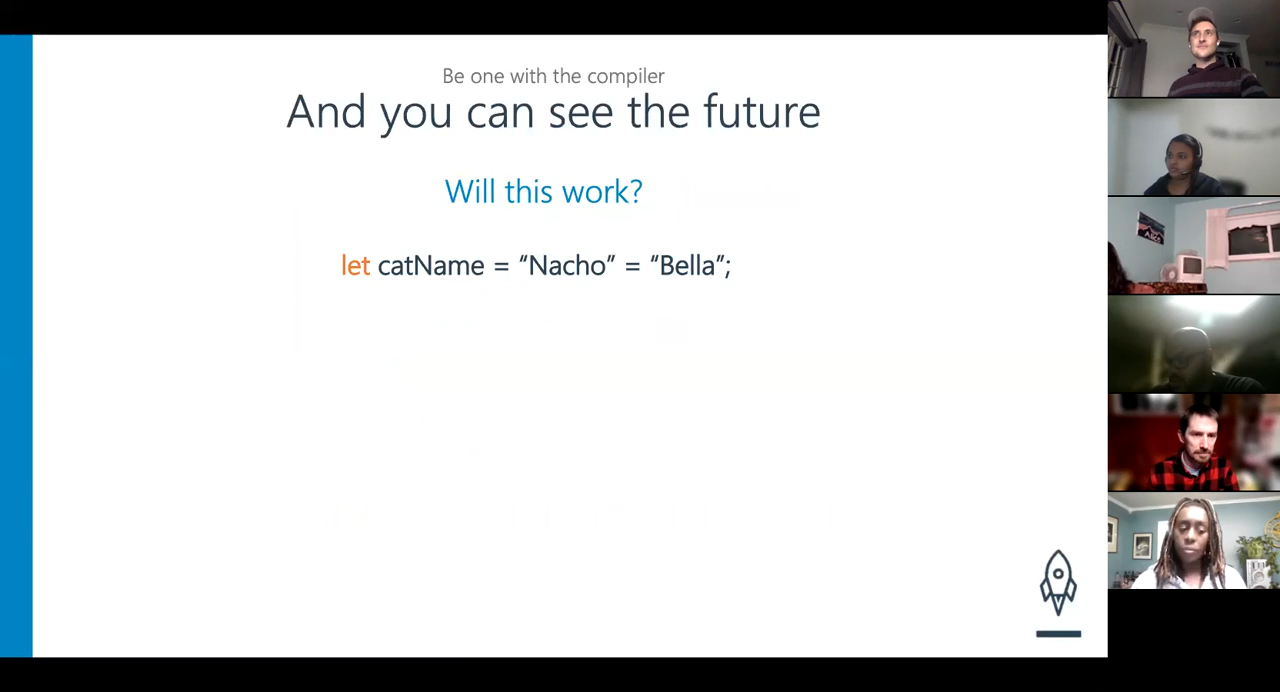 Be one with the compiler
And you can see the future
Will this work?
let catName = “Nacho” = “Bella”;